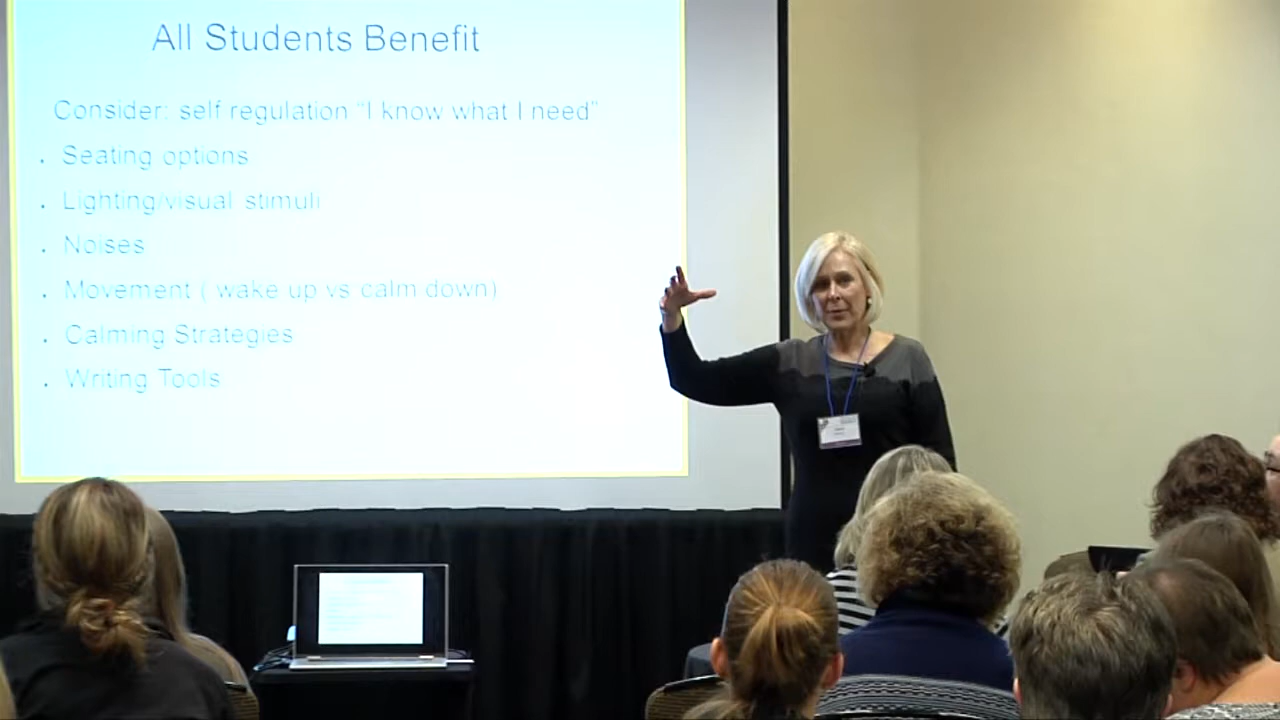 All Students Benefit
Consider: self regulation “I know what I need”
. Seating options
. Lighting/visual stimuli
. Noises
. Movement ( wake up vs calm down)
. Calming Strategies
. Writing Tools